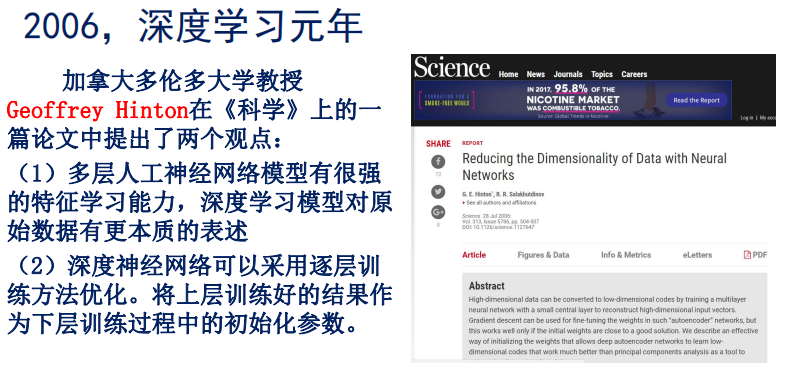 2006，深度学习元年
加拿大多伦多大学教授
Geoffrey Hinton在《科学》上的一
篇论文中提出了两个观点：
（1）多层人工神经网络模型有很强
的特征学习能力，深度学习模型对原
始数据有更本质的表述
（2）深度神经网络可以采用逐层训
练方法优化。将上层训练好的结果作
为下层训练过程中的初始化参数。
Science Home News Journals Topics Careers
FOUNDATION FOR A
SMOKE-FREE WORLD
IN 2017, 95.8% OF THE
NICOTINE MARKET
WAS COMBUSTIBLE TOBACCO.
Source: Global Trends in Nicotine
Read the Report
Log in | My acco
SHARE
72
0
REPORT
Reducing the Dimensionality of Data with Neural
Networks
G. E. Hinton*, R. R. Salakhutdinov
+ See all authors and affiliations
Science 28 Jul 2006:
Vol. 313, Issue 5786, pp. 504-507
DOI: 10.1126/science.1127647
Article Figures & Data Info & Metrics eLetters PDF
Abstract
High-dimensional data can be converted to low-dimensional codes by training a multilayer
neural network with a small central layer to reconstruct high-dimensional input vectors.
Gradient descent can be used for fine-tuning the weights in such "autoencoder" networks, but
this works well only if the initial weights are close to a good solution. We describe an effective
way of initializing the weights that allows deep autoencoder networks to learn low-
dimensional codes that work much better than principal components analysis as a tool to